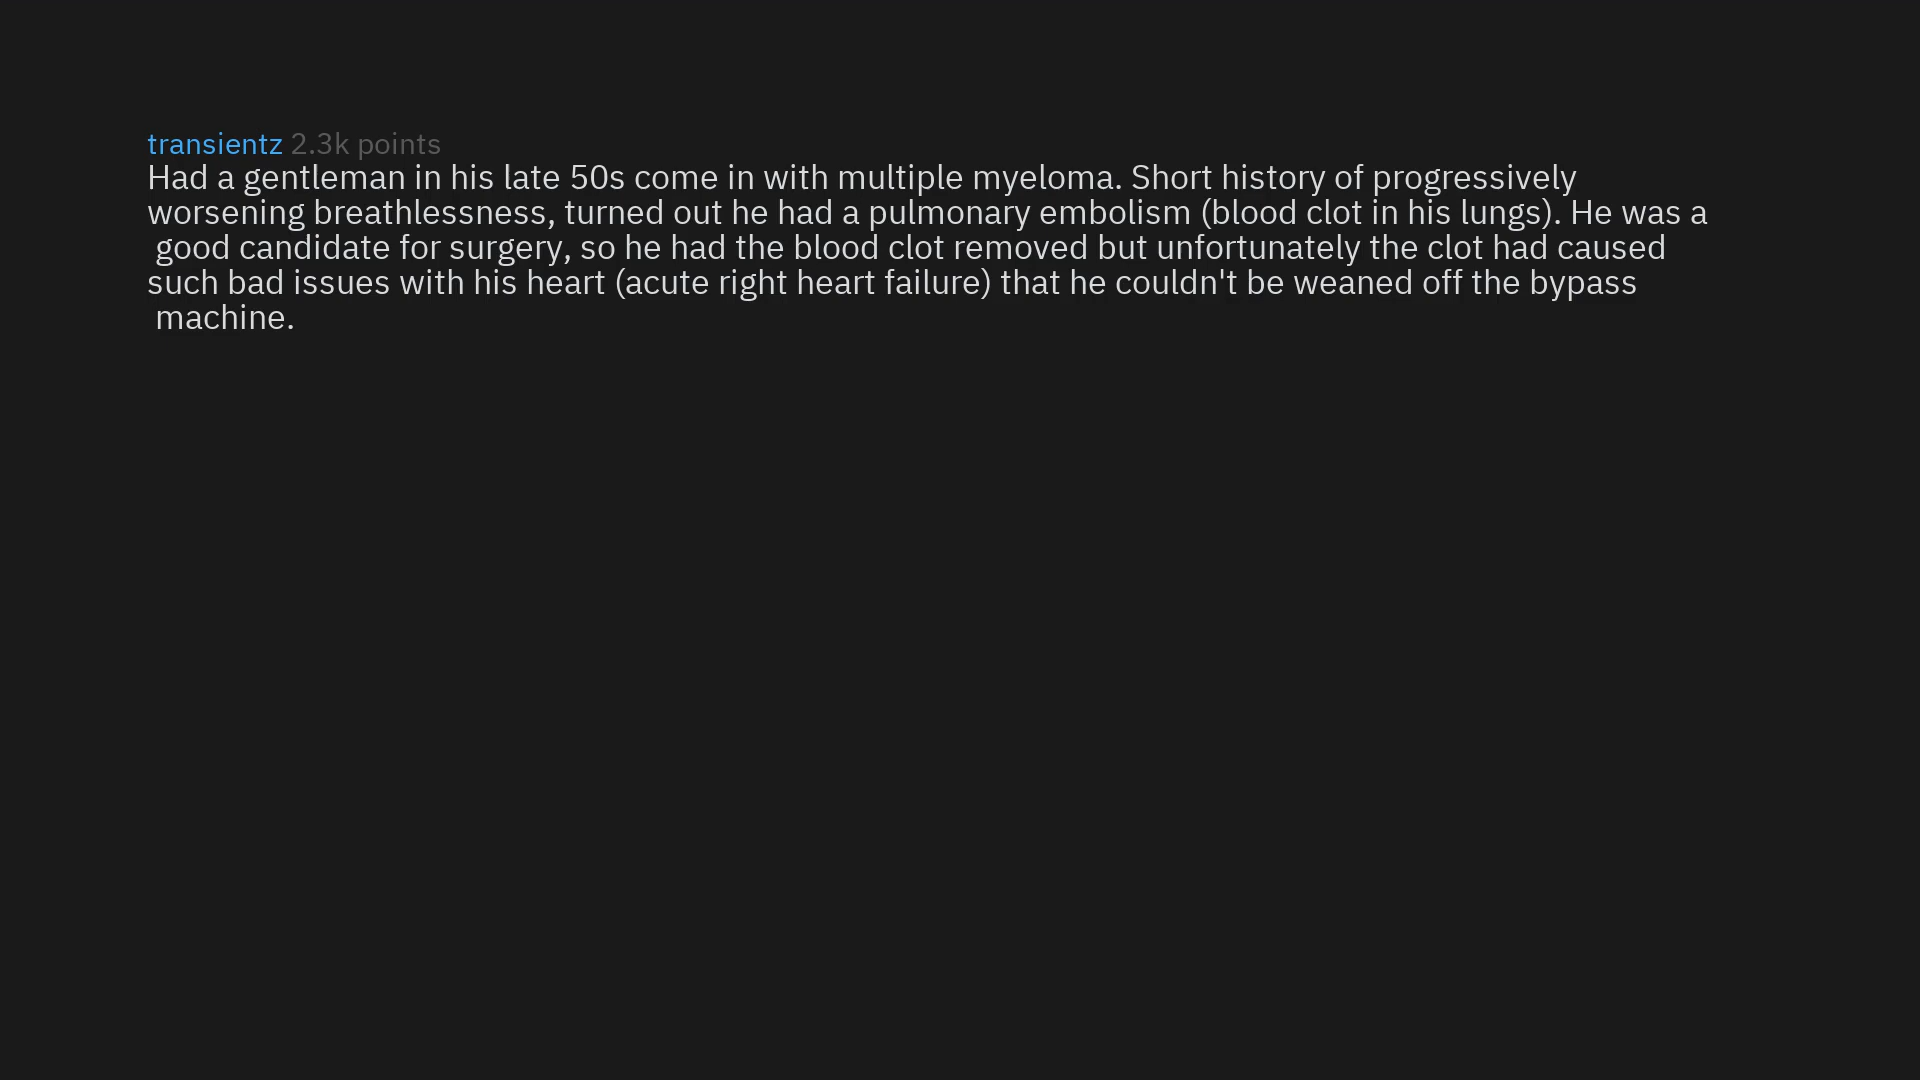 transientz 2.3k points
Had a gentleman in his late 50s come in with multiple myeloma. Short history of progressively
worsening breathlessness, turned out he had a pulmonary embolism (blood clot in his lungs). He was a
good candidate for surgery, so he had the blood clot removed but unfortunately the clot had caused
such bad issues with his heart (acute right heart failure) that he couldn't be weaned off the bypass
machine.